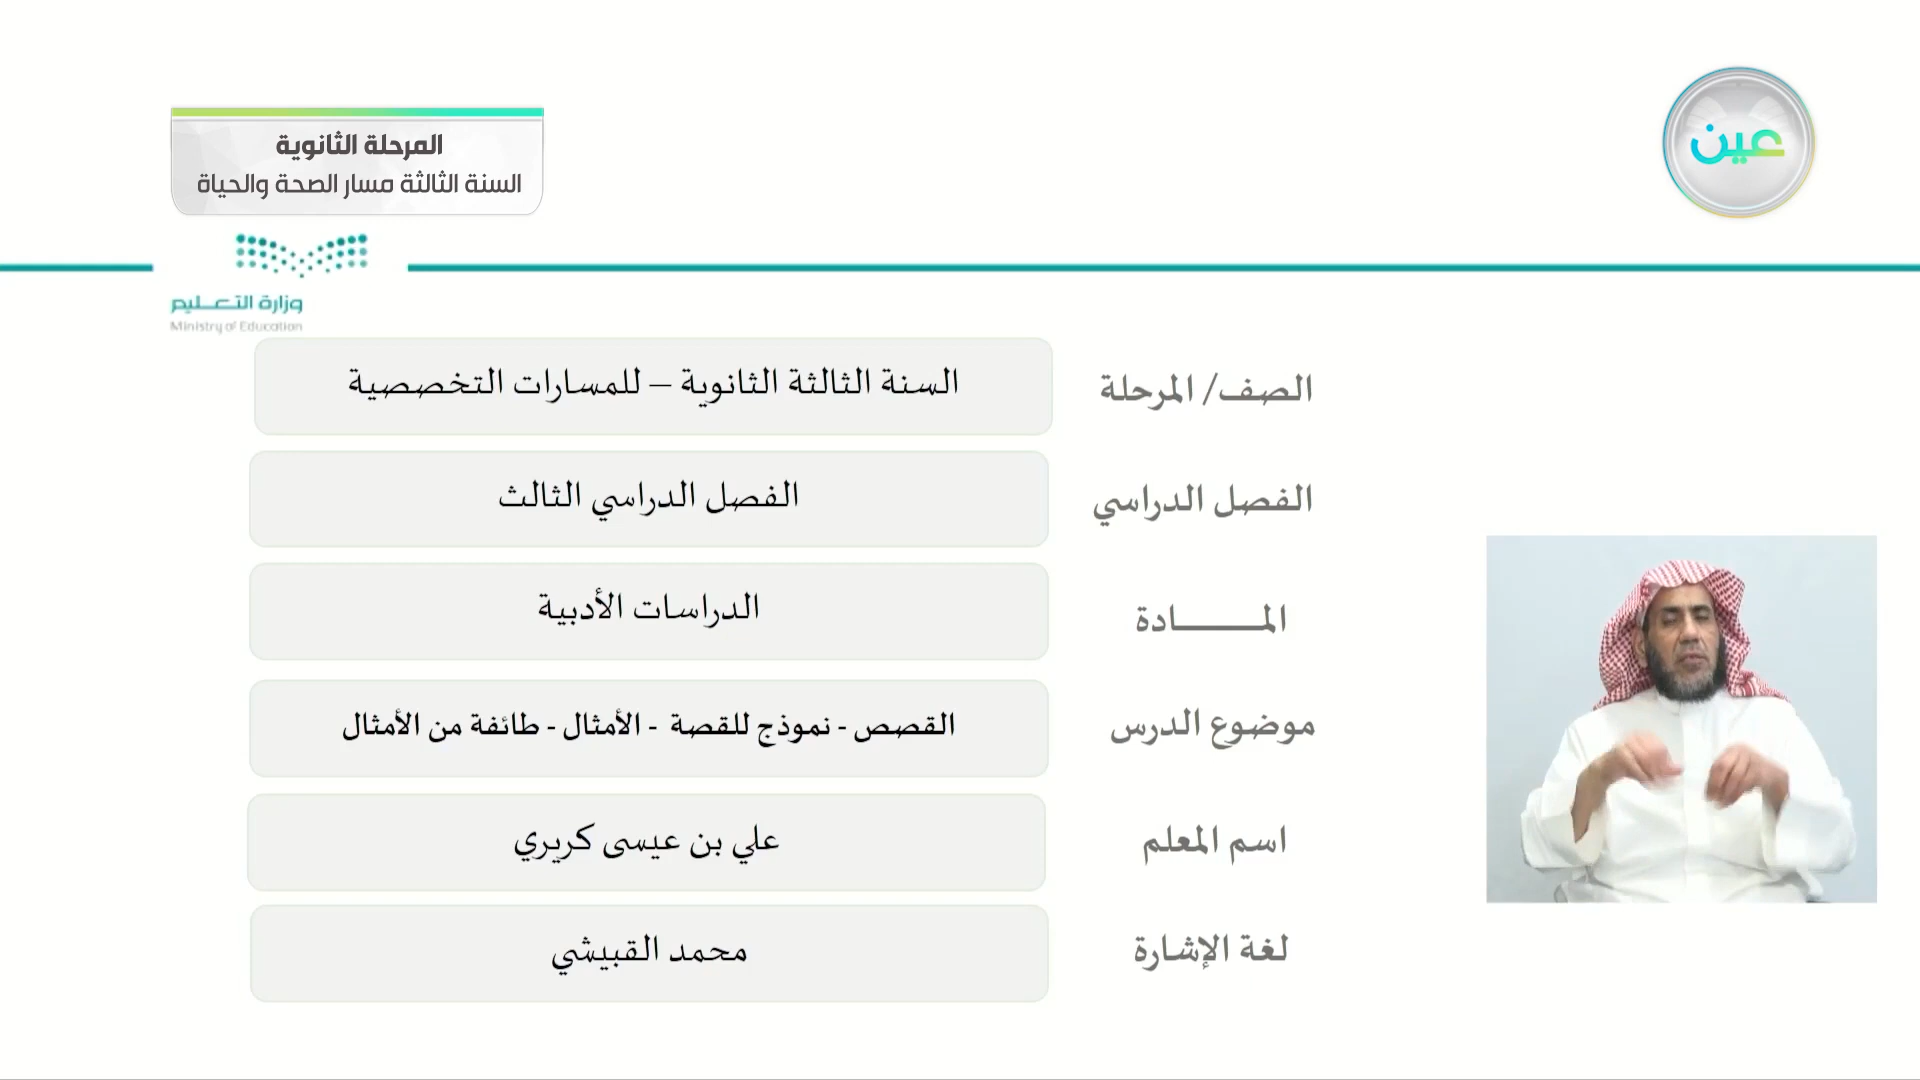 المرحلة الثانوية
السنة الثالثة مسار الصحة والحياة
عين
وزارة التعليم
Ministry of Education
الصف/ المرحلة
السنة الثالثة الثانوية – للمسارات التخصصية
الفصل الدراسي
الفصل الدراسي الثالث
المـــــــادة
الدراسات الأدبية
موضوع الدرس
القصص - نموذج للقصة - الأمثال - طائفة من الأمثال
اسم المعلم
علي بن عيسى كريري
لغة الإشارة
محمد القبيشي